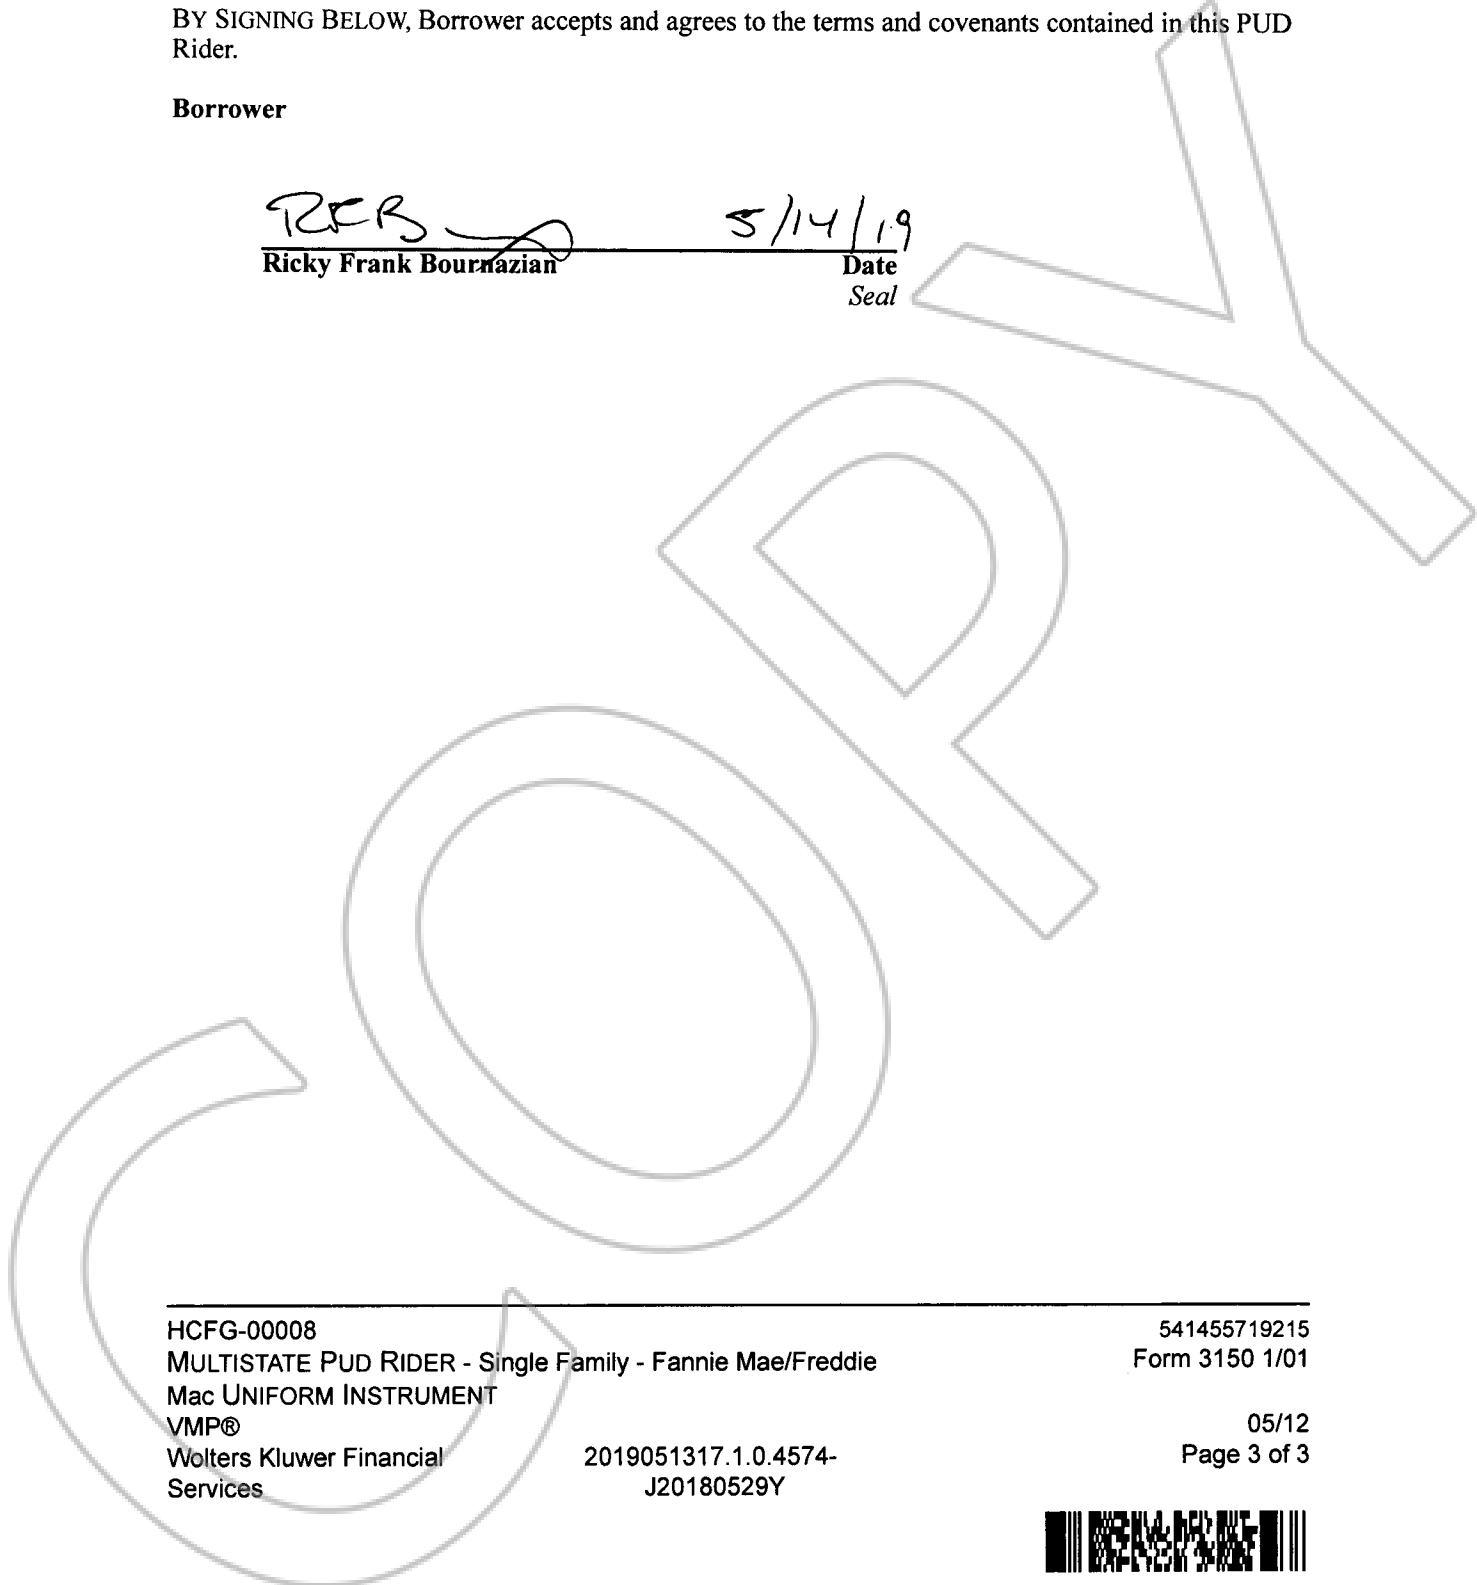 BY SIGNING BELOW, Borrower accepts and agrees to the terms and covenants contained in this PUD
Rider.
Borrower
RFB 5/14/19
Ricky Frank Bournazian Date
Seal
COPY
HCFG-00008 541455719215
MULTISTATE PUD RIDER - Single Family - Fannie Mae/Freddie Form 3150 1/01
Mac UNIFORM INSTRUMENT
VMP® 05/12
Wolters Kluwer Financial 2019051317.1.0.4574- Page 3 of 3
Services J20180529Y